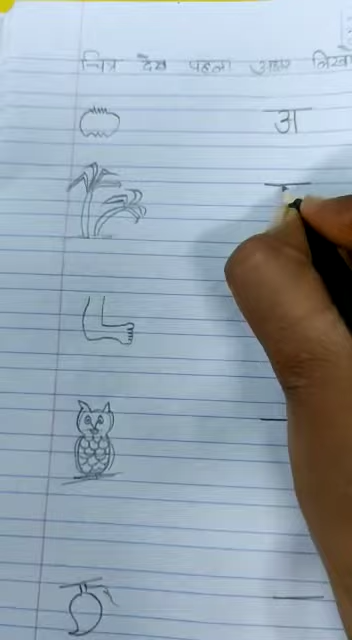 चित्र देख पहला अक्षर लिखो
अ